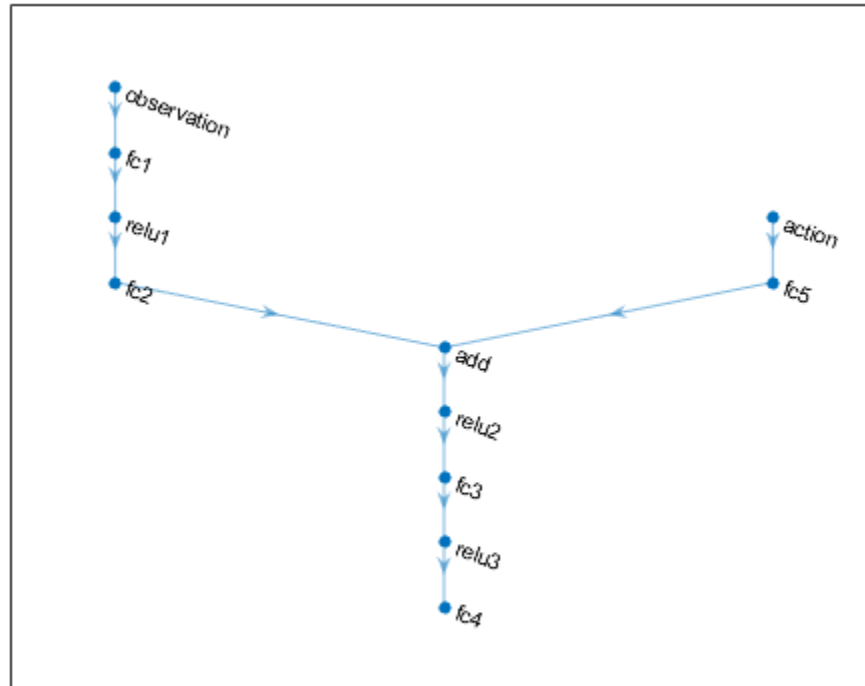 observation
fc1
relu1
action
fc2
fc5
add
relu2
fc3
relu3
fc4